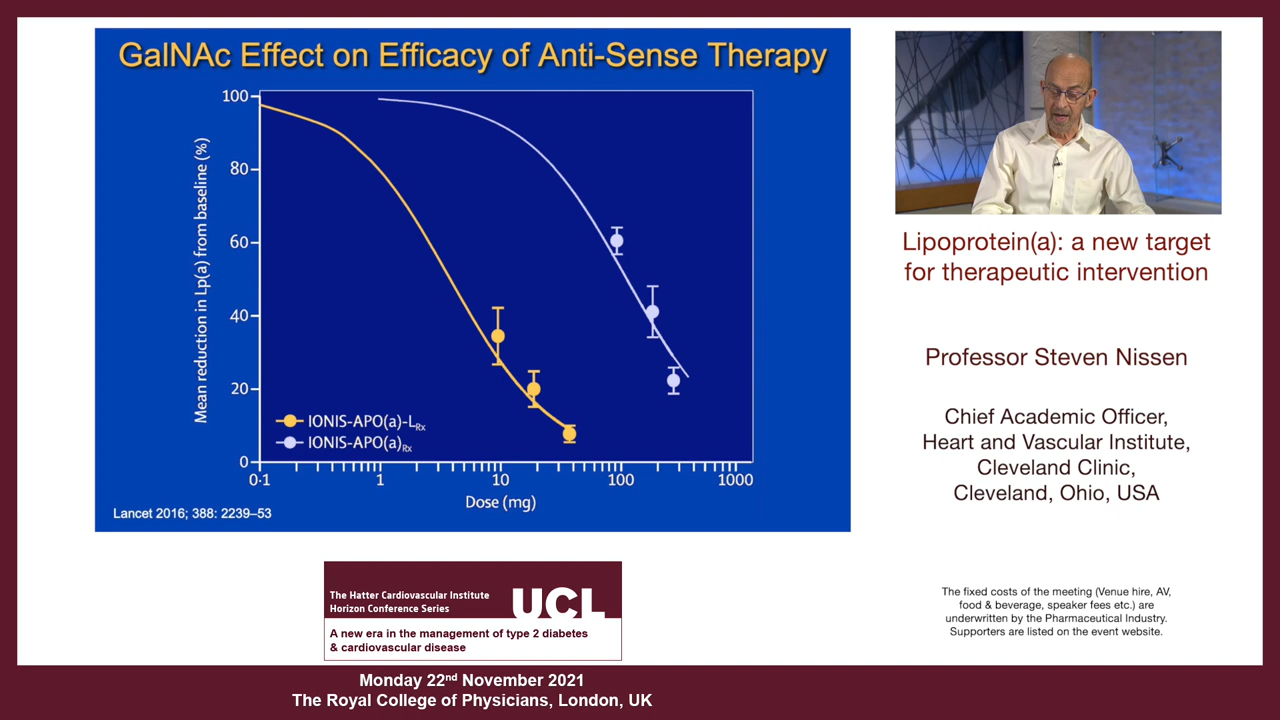 GalNAc Effect on Efficacy of Anti-Sense Therapy
Mean reduction in Lp(a) from baseline (%)
100
80
60
40
20
0
IONIS-APO(a)-LRx
IONIS-APO(a)Rx
0·1
1
10
100
1000
Dose (mg)
Lancet 2016; 388: 2239–53
Lipoprotein(a): a new target
for therapeutic intervention
Professor Steven Nissen
Chief Academic Officer,
Heart and Vascular Institute,
Cleveland Clinic,
Cleveland, Ohio, USA
The fixed costs of the meeting (Venue hire, AV,
food & beverage, speaker fees etc.) are
underwritten by the Pharmaceutical Industry.
Supporters are listed on the event website.
The Hatter Cardiovascular Institute
Horizon Conference Series
UCL
A new era in the management of type 2 diabetes
& cardiovascular disease
Monday 22nd November 2021
The Royal College of Physicians, London, UK